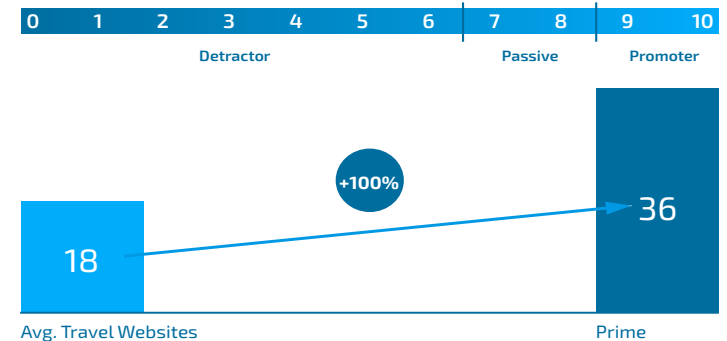 0 1 2 3 4 5 6 7 8 9 10
Detractor Passive Promoter
+100%
36
18
Avg. Travel Websites Prime